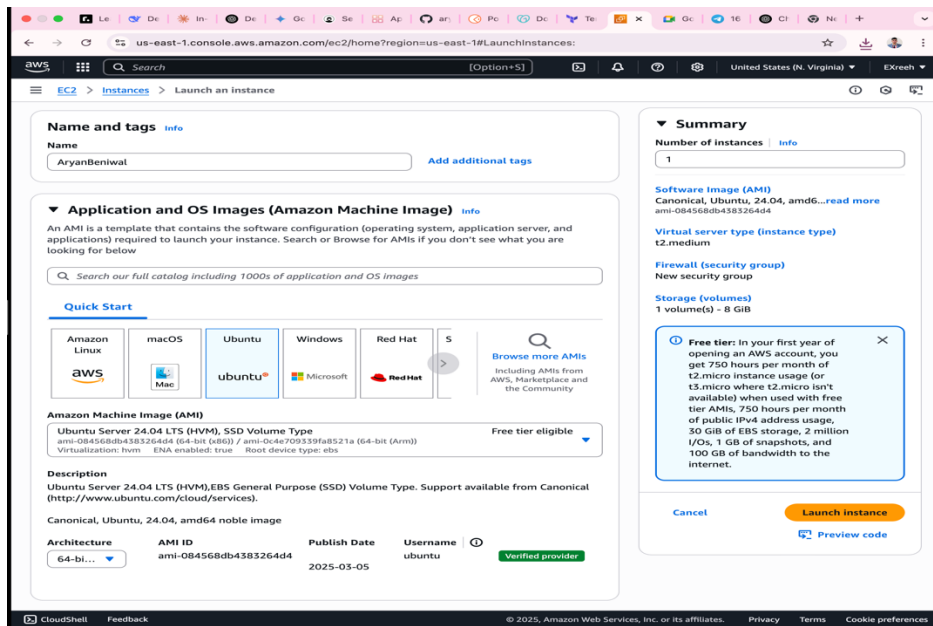 Le
De
In-
De
Gc
Se
Ap
ar
Pc
Dc
Te
Gc
16
Cl
Nc
us-east-1.console.aws.amazon.com/ec2/home?region=us-east-1#LaunchInstances:
aws
Search
[Option+S]
United States (N. Virginia)
EXreeh
EC2 > Instances > Launch an instance
Name and tags Info
Name
AryanBeniwal
Add additional tags
Application and OS Images (Amazon Machine Image) Info
An AMI is a template that contains the software configuration (operating system, application server, and
applications) required to launch your instance. Search or Browse for AMIs if you don't see what you are
looking for below
Search our full catalog including 1000s of application and OS images
Quick Start
Amazon
Linux
aws
macOS
Mac
Ubuntu
ubuntu®
Windows
Microsoft
Red Hat
Red Hat
S
Browse more AMIs
Including AMIs from
AWS, Marketplace and
the Community
Amazon Machine Image (AMI)
Ubuntu Server 24.04 LTS (HVM), SSD Volume Type
Free tier eligible
ami-084568db4383264d4 (64-bit (x86)) / ami-0c4e709339fa8521a (64-bit (Arm))
Virtualization: hvm ENA enabled: true Root device type: ebs
Description
Ubuntu Server 24.04 LTS (HVM),EBS General Purpose (SSD) Volume Type. Support available from Canonical
(http://www.ubuntu.com/cloud/services).
Canonical, Ubuntu, 24.04, amd64 noble image
Architecture AMI ID Publish Date Username
64-bi... ami-084568db4383264d4 2025-03-05 ubuntu Verified provider
Summary
Number of instances Info
1
Software Image (AMI)
Canonical, Ubuntu, 24.04, amd6...read more
ami-084568db4383264d4
Virtual server type (instance type)
t2.medium
Firewall (security group)
New security group
Storage (volumes)
1 volume(s) - 8 GiB
Free tier: In your first year of
opening an AWS account, you
get 750 hours per month of
t2.micro instance usage (or
t3.micro where t2.micro isn't
available) when used with free
tier AMIs, 750 hours per month
of public IPv4 address usage,
30 GiB of EBS storage, 2 million
I/Os, 1 GB of snapshots, and
100 GB of bandwidth to the
internet.
Cancel
Launch instance
Preview code
CloudShell Feedback © 2025, Amazon Web Services, Inc. or its affiliates. Privacy Terms Cookie preferences